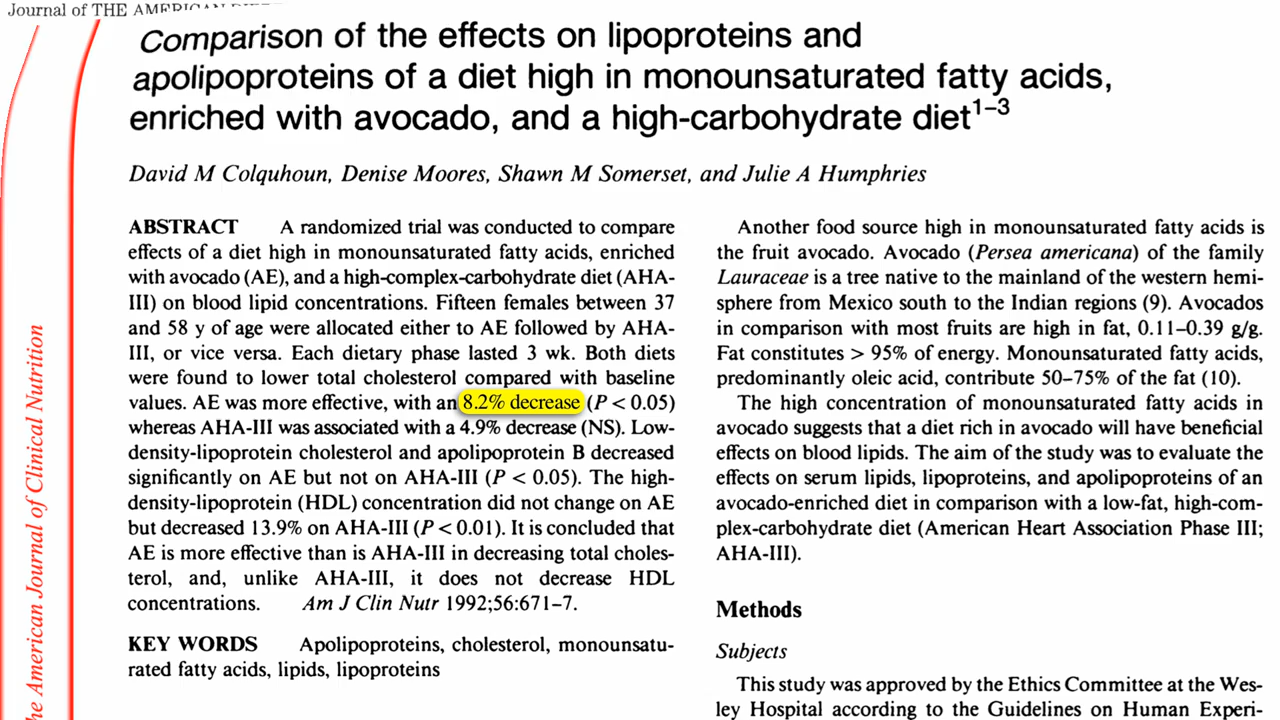 Journal of THE AMERICAN
Comparison of the effects on lipoproteins and
apolipoproteins of a diet high in monounsaturated fatty acids,
enriched with avocado, and a high-carbohydrate diet1–3
David M Colquhoun, Denise Moores, Shawn M Somerset, and Julie A Humphries
ABSTRACT A randomized trial was conducted to compare
effects of a diet high in monounsaturated fatty acids, enriched
with avocado (AE), and a high-complex-carbohydrate diet (AHA-
III) on blood lipid concentrations. Fifteen females between 37
and 58 y of age were allocated either to AE followed by AHA-
III, or vice versa. Each dietary phase lasted 3 wk. Both diets
were found to lower total cholesterol compared with baseline
values. AE was more effective, with an 8.2% decrease (P < 0.05)
whereas AHA-III was associated with a 4.9% decrease (NS). Low-
density-lipoprotein cholesterol and apolipoprotein B decreased
significantly on AE but not on AHA-III (P < 0.05). The high-
density-lipoprotein (HDL) concentration did not change on AE
but decreased 13.9% on AHA-III (P < 0.01). It is concluded that
AE is more effective than is AHA-III in decreasing total choles-
terol, and, unlike AHA-III, it does not decrease HDL
concentrations. Am J Clin Nutr 1992;56:671–7.
KEY WORDS Apolipoproteins, cholesterol, monounsatu-
rated fatty acids, lipids, lipoproteins
Another food source high in monounsaturated fatty acids is
the fruit avocado. Avocado (Persea americana) of the family
Lauraceae is a tree native to the mainland of the western hemi-
sphere from Mexico south to the Indian regions (9). Avocados
in comparison with most fruits are high in fat, 0.11–0.39 g/g.
Fat constitutes > 95% of energy. Monounsaturated fatty acids,
predominantly oleic acid, contribute 50–75% of the fat (10).
The high concentration of monounsaturated fatty acids in
avocado suggests that a diet rich in avocado will have beneficial
effects on blood lipids. The aim of the study was to evaluate the
effects on serum lipids, lipoproteins, and apolipoproteins of an
avocado-enriched diet in comparison with a low-fat, high-com-
plex-carbohydrate diet (American Heart Association Phase III;
AHA-III).
Methods
Subjects
This study was approved by the Ethics Committee at the Wes-
ley Hospital according to the Guidelines on Human Experi-
he American Journal of Clinical Nutrition